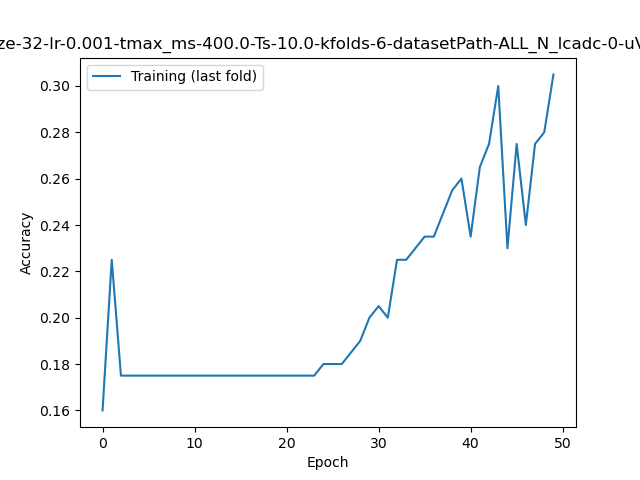 ze-32-lr-0.001-tmax_ms-400.0-Ts-10.0-kfolds-6-datasetPath-ALL_N_lcadc-0-uV
Training (last fold)
0.30
0.28
0.26
0.24
0.22
0.20
0.18
0.16
Accuracy
0 10 20 30 40 50
Epoch